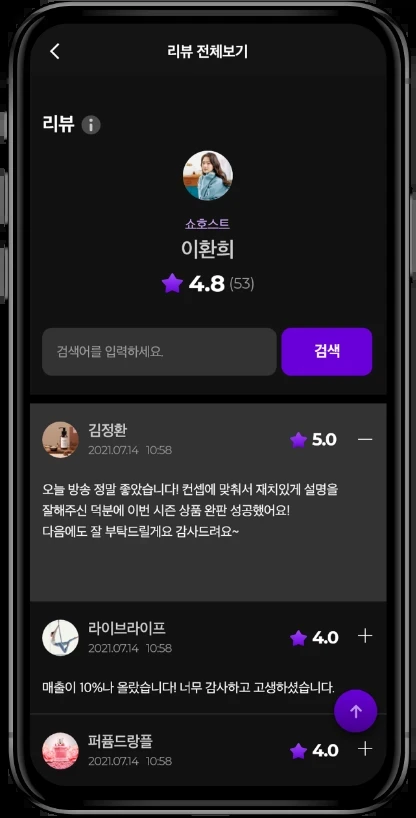 리뷰 전체보기
리뷰
쇼호스트
이환희
4.8 (53)
검색어를 입력하세요.
검색
김정환
2021.07.14 10:58
5.0
오늘 방송 정말 좋았습니다! 컨셉에 맞춰서 재치있게 설명을
잘해주신 덕분에 이번 시즌 상품 완판 성공했어요!
다음에도 잘 부탁드릴게요 감사드려요~
라이브라이프
2021.07.14 10:58
4.0
매출이 10%나 올랐습니다! 너무 감사하고 고생하셨습니다.
퍼퓸드랑플
2021.07.14 10:58
4.0